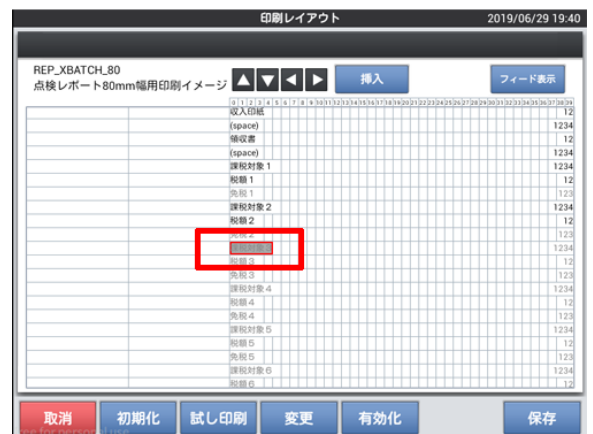 印刷レイアウト
2019/06/29 19:40
REP_XBATCH_80
点検レポート80mm幅用印刷イメージ
挿入
フィード表示
0 1 2 3 4 5 6 7 8 9 10 11 12 13 14 15 16 17 18 19 20 21 22 23 24 25 26 27 28 29 30 31 32 33 34 35 36 37 38 39
収入印紙 12
(space) 1234
領収書 12
(space) 1234
課税対象 1 1234
税額 1 12
免税 1 123
課税対象 2 1234
税額 2 12
免税 2 123
課税対象 1234
税額 3 12
免税 3 123
課税対象 4 1234
税額 4 12
免税 4 123
課税対象 5 1234
税額 5 12
免税 5 123
課税対象 6 1234
税額 6 12
取消
初期化
試し印刷
変更
有効化
保存
free for personal use